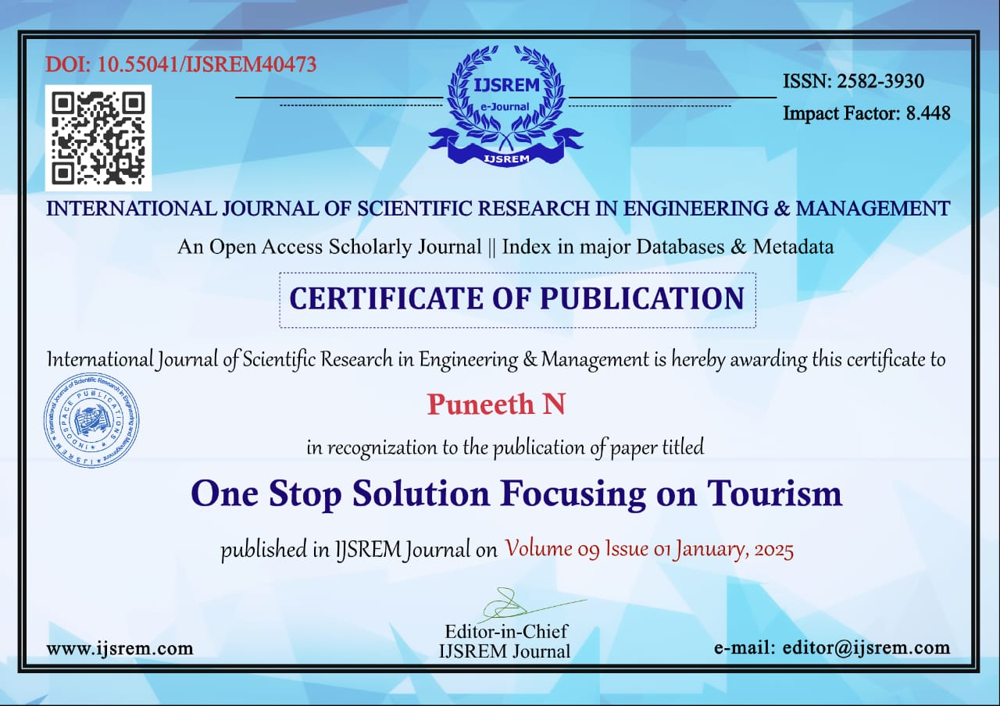 DOI: 10.55041/IJSREM40473
IJSREM
e-Journal
IJSREM
ISSN: 2582-3930
Impact Factor: 8.448
INTERNATIONAL JOURNAL OF SCIENTIFIC RESEARCH IN ENGINEERING & MANAGEMENT
An Open Access Scholarly Journal || Index in major Databases & Metadata
CERTIFICATE OF PUBLICATION
International Journal of Scientific Research in Engineering & Management is hereby awarding this certificate to
International Journal of Scientific Research in Engineering and Management
IJSREM
INDOSPACE PUBLICATIONS
Puneeth N
in recognization to the publication of paper titled
One Stop Solution Focusing on Tourism
published in IJSREM Journal on Volume 09 Issue 01 January, 2025
Editor-in-Chief
IJSREM Journal
www.ijsrem.com
e-mail: editor@ijsrem.com